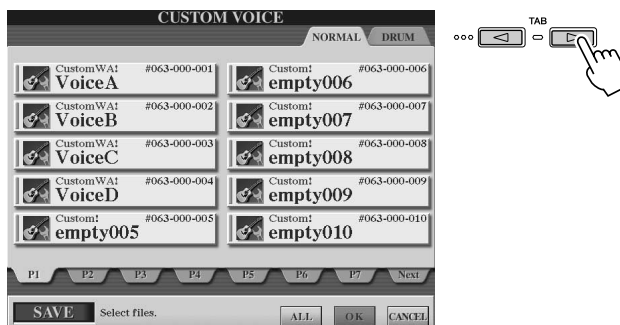 CUSTOM VOICE
NORMAL DRUM
TAB
CustomWA! #063-000-001
VoiceA
CustomWA! #063-000-002
VoiceB
CustomWA! #063-000-003
VoiceC
CustomWA! #063-000-004
VoiceD
Custom! #063-000-005
empty005
Custom! #063-000-006
empty006
Custom! #063-000-007
empty007
Custom! #063-000-008
empty008
Custom! #063-000-009
empty009
Custom! #063-000-010
empty010
P1 P2 P3 P4 P5 P6 P7 Next
SAVE Select files. ALL OK CANCEL